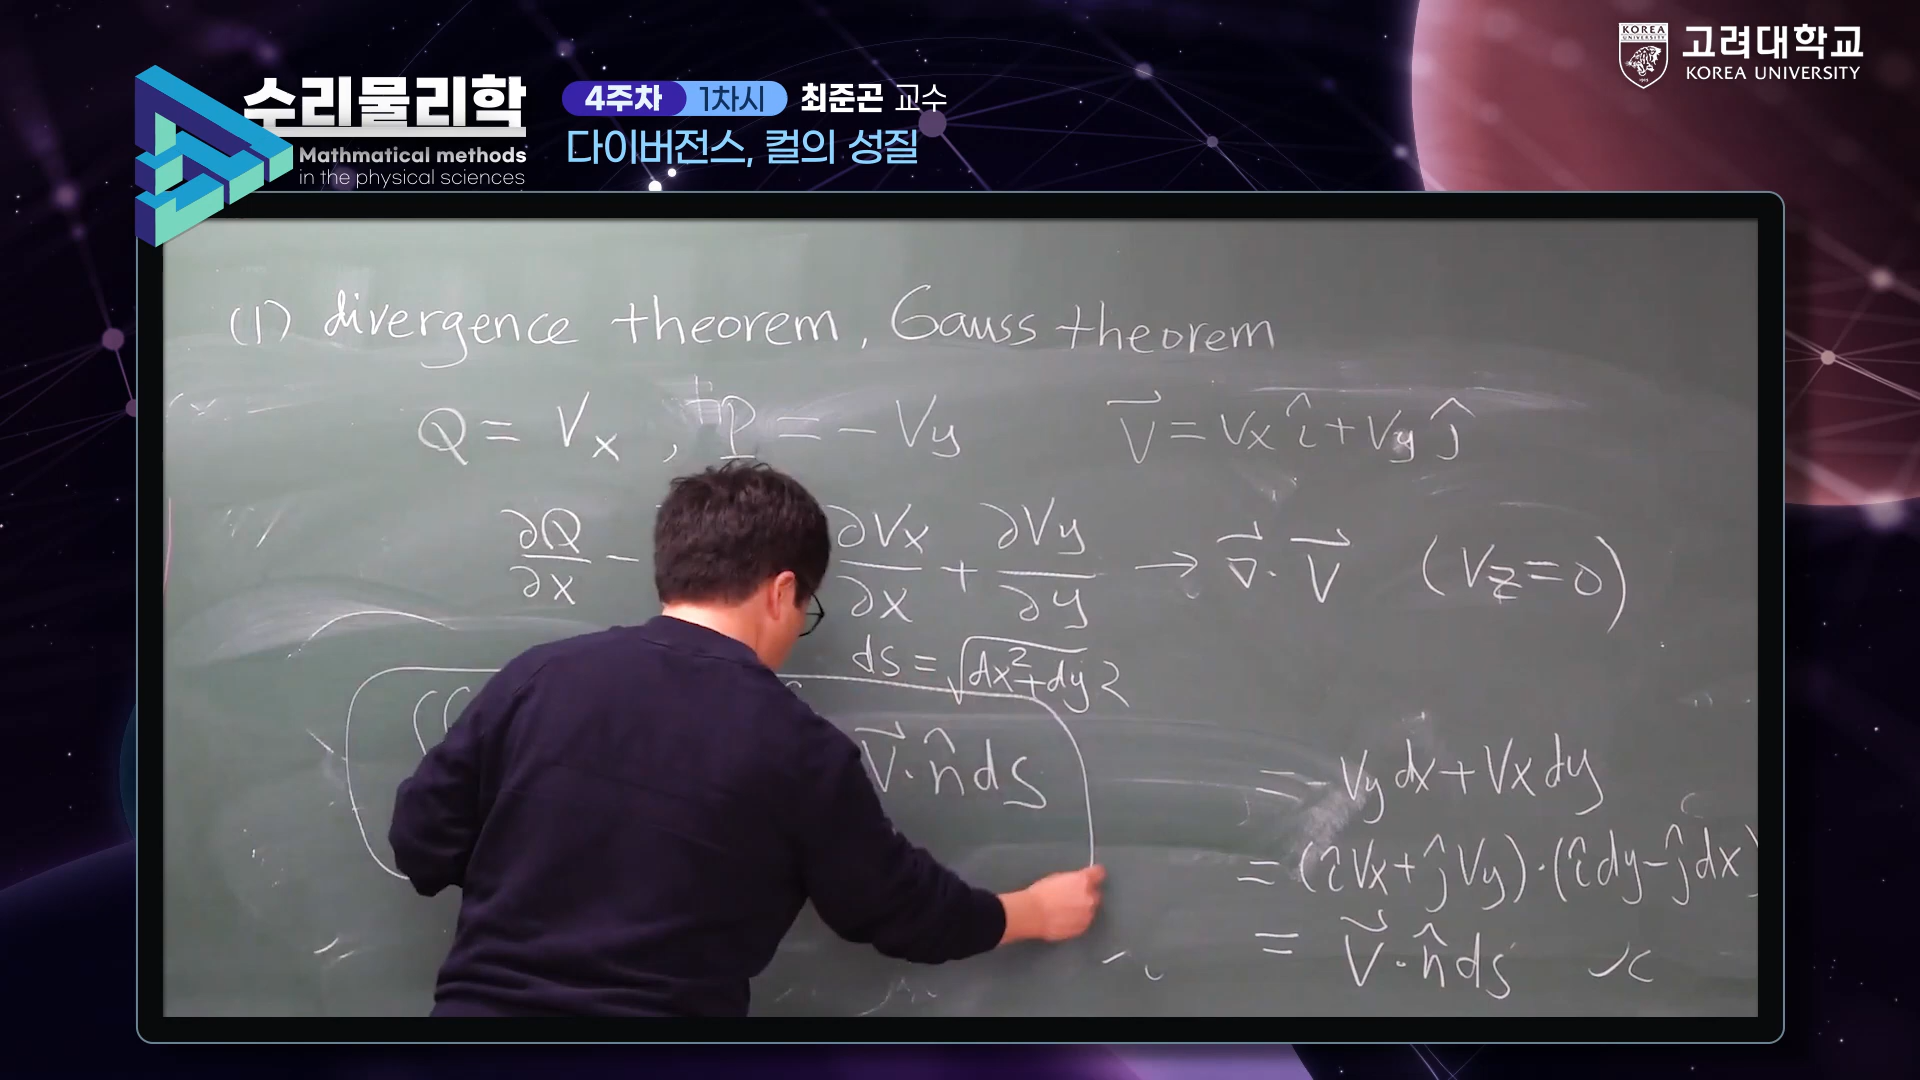 수리물리학
Mathmatical methods
in the physical sciences
4주차 1차시 최준곤 교수
다이버전스, 컬의 성질
KOREA
UNIVERSITY
1905
고려대학교
KOREA UNIVERSITY
(1) divergence theorem, Gauss theorem
Q = Vx , P = - Vy
V⃗ = Vx î + Vy ĵ
∂Q/∂x - ∂Vx/∂x + ∂Vy/∂y → ∇⃗ · V⃗ (Vz=0)
ds = √dx²+dy²
V⃗ · n̂ ds
= - Vy dx + Vx dy
= (î Vx + ĵ Vy) · (î dy - ĵ dx)
= V⃗ · n̂ ds